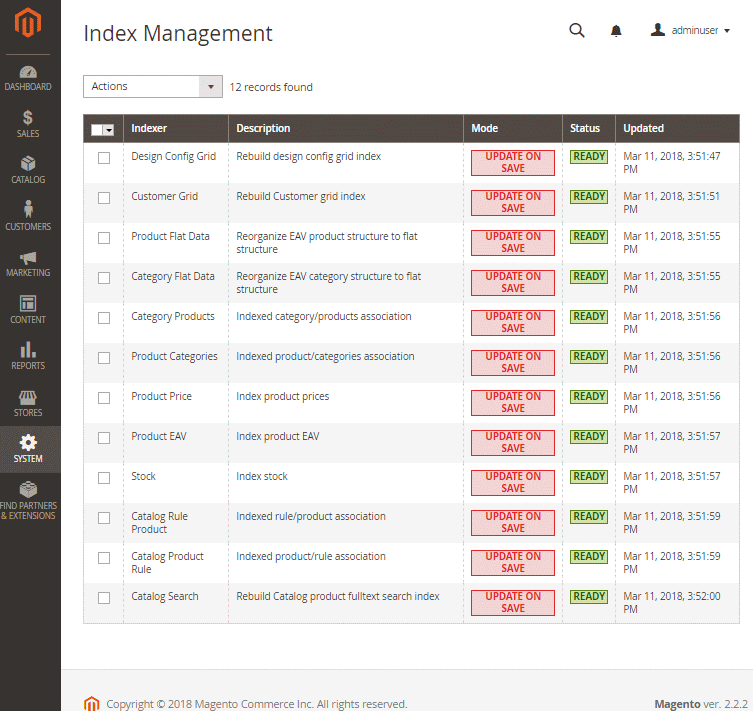 Index Management
adminuser
Actions
12 records found
DASHBOARD
SALES
CATALOG
CUSTOMERS
MARKETING
CONTENT
REPORTS
STORES
SYSTEM
FIND PARTNERS
& EXTENSIONS
Indexer Description Mode Status Updated
Design Config Grid Rebuild design config grid index UPDATE ON READY Mar 11, 2018, 3:51:47
SAVE PM
Customer Grid Rebuild Customer grid index UPDATE ON READY Mar 11, 2018, 3:51:51
SAVE PM
Product Flat Data Reorganize EAV product structure to flat UPDATE ON READY Mar 11, 2018, 3:51:55
structure SAVE PM
Category Flat Data Reorganize EAV category structure to flat UPDATE ON READY Mar 11, 2018, 3:51:55
structure SAVE PM
Category Products Indexed category/products association UPDATE ON READY Mar 11, 2018, 3:51:56
SAVE PM
Product Categories Indexed product/categories association UPDATE ON READY Mar 11, 2018, 3:51:56
SAVE PM
Product Price Index product prices UPDATE ON READY Mar 11, 2018, 3:51:56
SAVE PM
Product EAV Index product EAV UPDATE ON READY Mar 11, 2018, 3:51:57
SAVE PM
Stock Index stock UPDATE ON READY Mar 11, 2018, 3:51:57
SAVE PM
Catalog Rule Indexed rule/product association UPDATE ON READY Mar 11, 2018, 3:51:59
Product SAVE PM
Catalog Product Indexed product/rule association UPDATE ON READY Mar 11, 2018, 3:51:59
Rule SAVE PM
Catalog Search Rebuild Catalog product fulltext search index UPDATE ON READY Mar 11, 2018, 3:52:00
SAVE PM
Copyright © 2018 Magento Commerce Inc. All rights reserved. Magento ver. 2.2.2